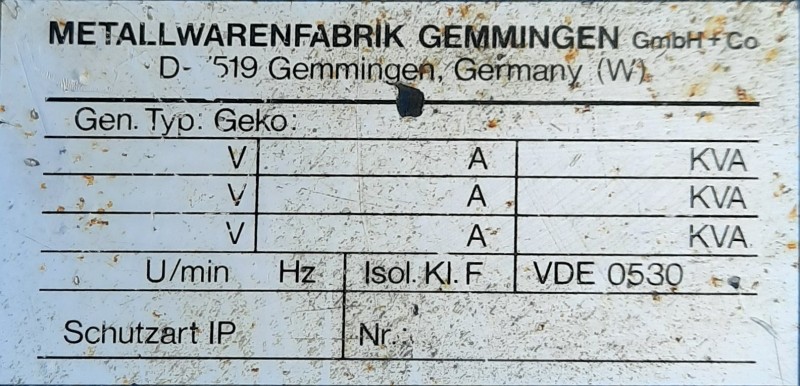 METALLWARENFABRIK GEMMINGEN GmbH+Co
D- 7519 Gemmingen, Germany (W)
Gen. Typ: Geko:
V A KVA
V A KVA
V A KVA
U/min Hz Isol. Kl. F VDE 0530
Schutzart IP Nr.: